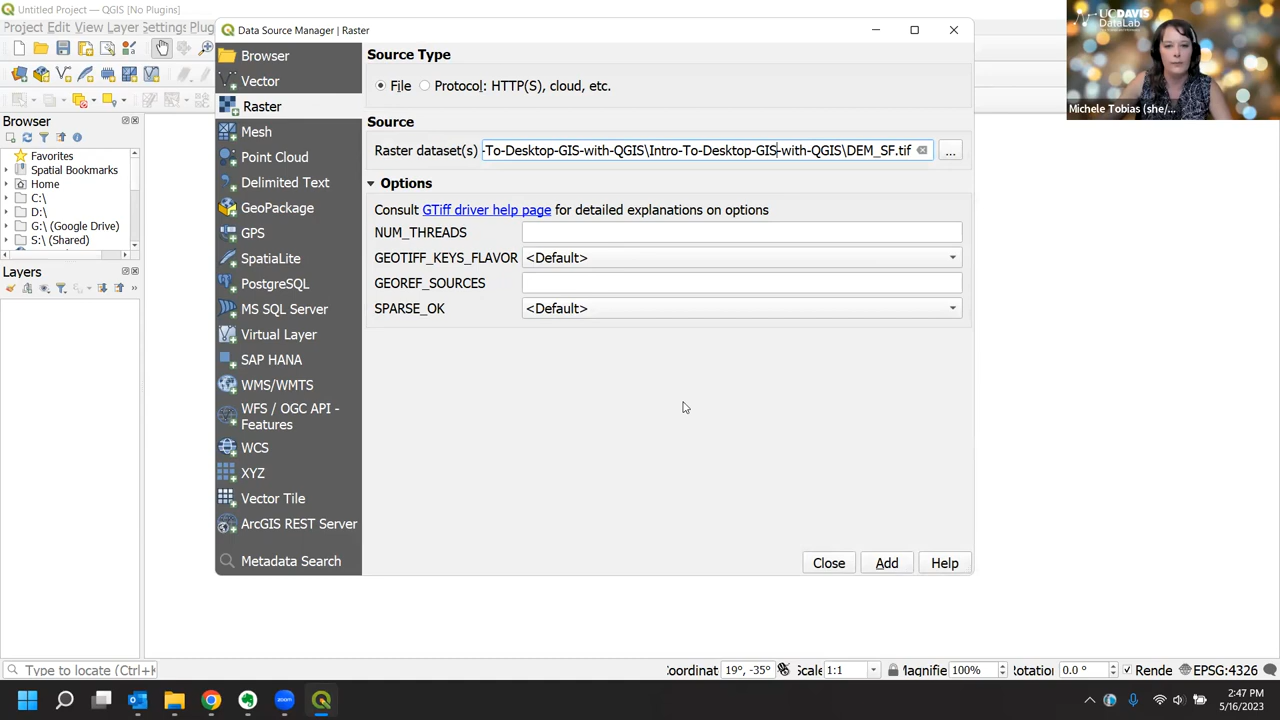 Untitled Project — QGIS [No Plugins]
Project Edit View Layer Settings Plug
Browser
Favorites
Spatial Bookmarks
Home
C:\
D:\
G:\ (Google Drive)
S:\ (Shared)
Layers
Data Source Manager | Raster
Browser
Vector
Raster
Mesh
Point Cloud
Delimited Text
GeoPackage
GPS
SpatiaLite
PostgreSQL
MS SQL Server
Virtual Layer
SAP HANA
WMS/WMTS
WFS / OGC API -
Features
WCS
XYZ
Vector Tile
ArcGIS REST Server
Metadata Search
Source Type
File Protocol: HTTP(S), cloud, etc.
Source
Raster dataset(s) -To-Desktop-GIS-with-QGIS\Intro-To-Desktop-GIS-with-QGIS\DEM_SF.tif ...
Options
Consult GTiff driver help page for detailed explanations on options
NUM_THREADS
GEOTIFF_KEYS_FLAVOR <Default>
GEOREF_SOURCES
SPARSE_OK <Default>
Close Add Help
UCDAVIS
DataLab
Michele Tobias (she/...
Type to locate (Ctrl+ :oordinat 19°, -35° Scale 1:1 Magnifie 100% Rotation 0.0 ° Rende EPSG:4326
zoom
2:47 PM
5/16/2023